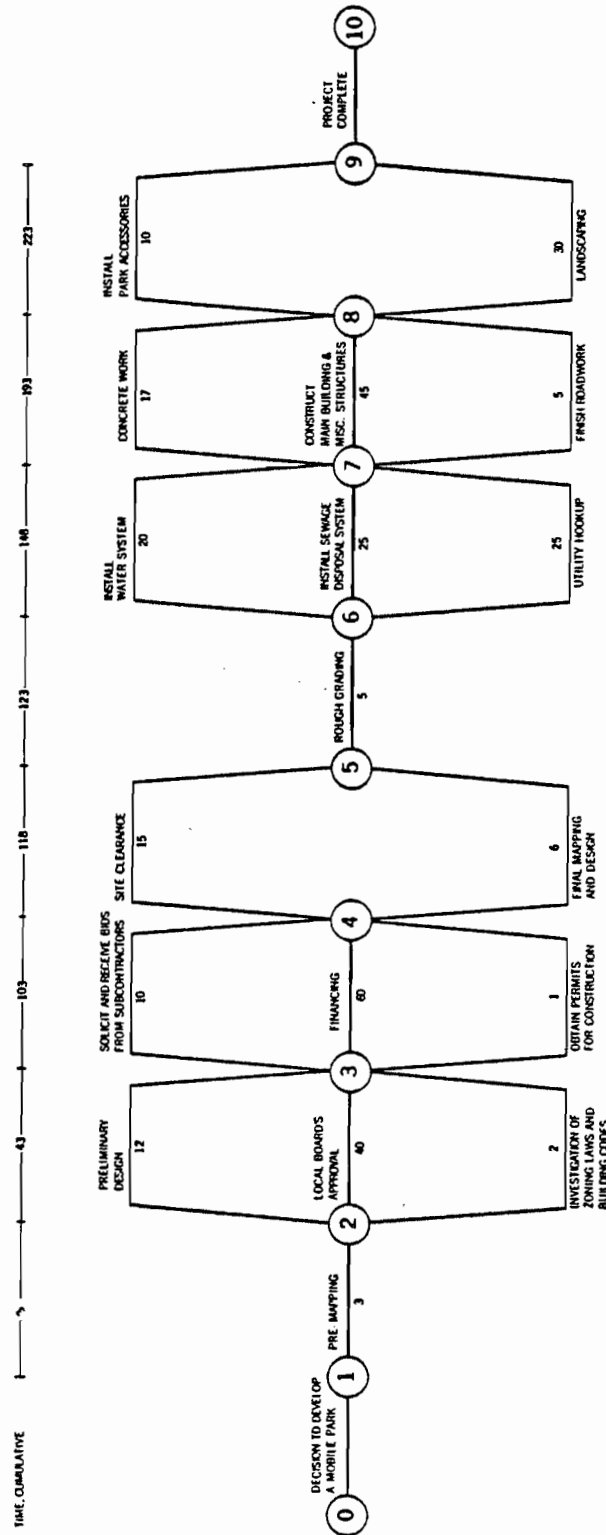 TIME, CUMULATIVE
3
43
103
118
123
148
193
223
0
DECISION TO DEVELOP
A MOBILE PARK
1
PRE-MAPPING
3
2
PRELIMINARY
DESIGN
12
LOCAL BOARDS
APPROVAL
40
2
INVESTIGATION OF
ZONING LAWS AND
BUILDING CODES
3
SOLICIT AND RECEIVE BIDS
FROM SUBCONTRACTORS
10
FINANCING
60
1
OBTAIN PERMITS
FOR CONSTRUCTION
4
SITE CLEARANCE
15
6
FINAL MAPPING
AND DESIGN
5
ROUGH GRADING
5
6
INSTALL
WATER SYSTEM
20
INSTALL SEWAGE
DISPOSAL SYSTEM
25
25
UTILITY HOOKUP
7
CONCRETE WORK
17
CONSTRUCT
MAIN BUILDING &
MISC. STRUCTURES
45
5
FINISH ROADWORK
8
INSTALL
PARK ACCESSORIES
10
30
LANDSCAPING
9
PROJECT
COMPLETE
10